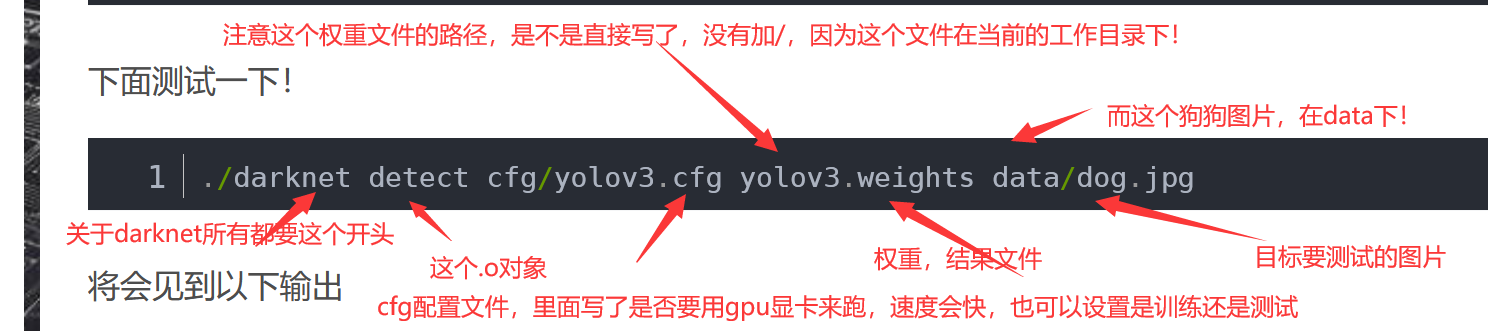 注意这个权重文件的路径，是不是直接写了，没有加/，因为这个文件在当前的工作目录下！
下面测试一下！
而这个狗狗图片，在data下！
1 ./darknet detect cfg/yolov3.cfg yolov3.weights data/dog.jpg
关于darknet所有都要这个开头
这个.o对象
权重，结果文件
目标要测试的图片
将会见到以下输出
cfg配置文件，里面写了是否要用gpu显卡来跑，速度会快，也可以设置是训练还是测试